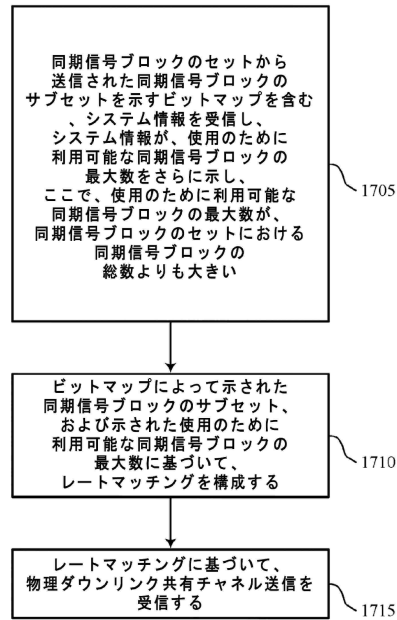 同期信号ブロックのセットから
送信された同期信号ブロックの
サブセットを示すビットマップを含む
、システム情報を受信し、
システム情報が、使用のために
利用可能な同期信号ブロックの
最大数をさらに示し、
ここで、使用のために利用可能な
同期信号ブロックの最大数が、
同期信号ブロックのセットにおける
同期信号ブロックの
総数よりも大きい
1705
ビットマップによって示された
同期信号ブロックのサブセット、
および示された使用のために
利用可能な同期信号ブロックの
最大数に基づいて、
レートマッチングを構成する
1710
レートマッチングに基づいて、
物理ダウンリンク共有チャネル送信を
受信する
1715